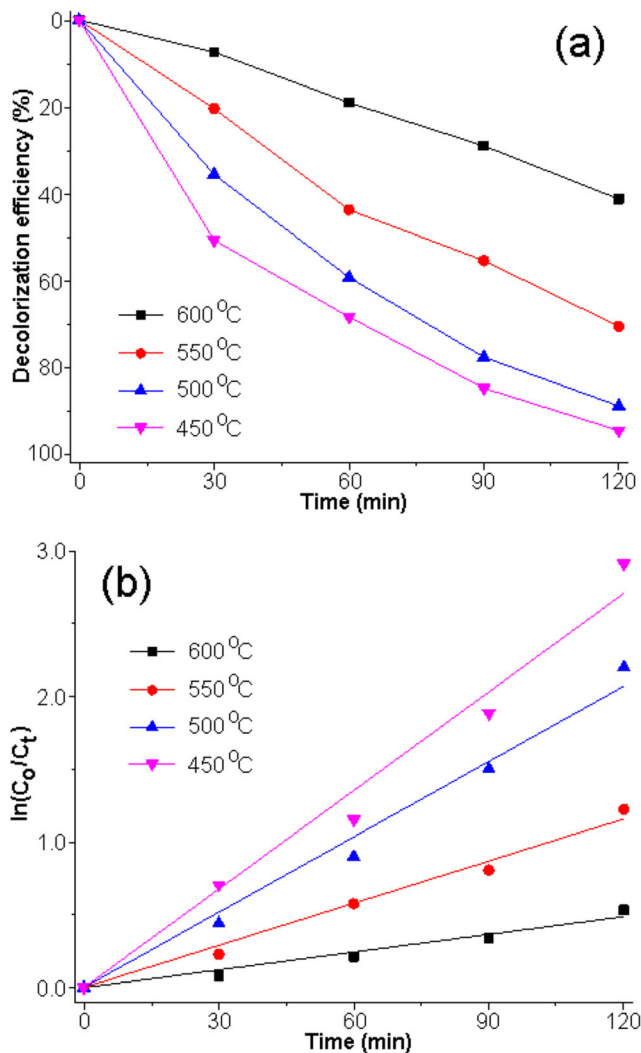 (a)
0
20
40
60
80
100
Decolorization efficiency (%)
600 °C
550 °C
500 °C
450 °C
0 30 60 90 120
Time (min)
(b)
3.0
2.0
1.0
0.0
ln(Co/Ct)
600 °C
550 °C
500 °C
450 °C
0 30 60 90 120
Time (min)